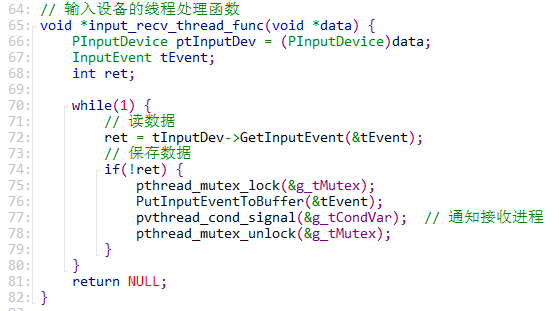 64: // 输入设备的线程处理函数
65: void *input_recv_thread_func(void *data) {
66:     PInputDevice ptInputDev = (PInputDevice)data;
67:     InputEvent tEvent;
68:     int ret;
69:
70:     while(1) {
71:         // 读数据
72:         ret = tInputDev->GetInputEvent(&tEvent);
73:         // 保存数据
74:         if(!ret) {
75:             pthread_mutex_lock(&g_tMutex);
76:             PutInputEventToBuffer(&tEvent);
77:             pvthread_cond_signal(&g_tCondVar);  // 通知接收进程
78:             pthread_mutex_unlock(&g_tMutex);
79:         }
80:     }
81:     return NULL;
82: }